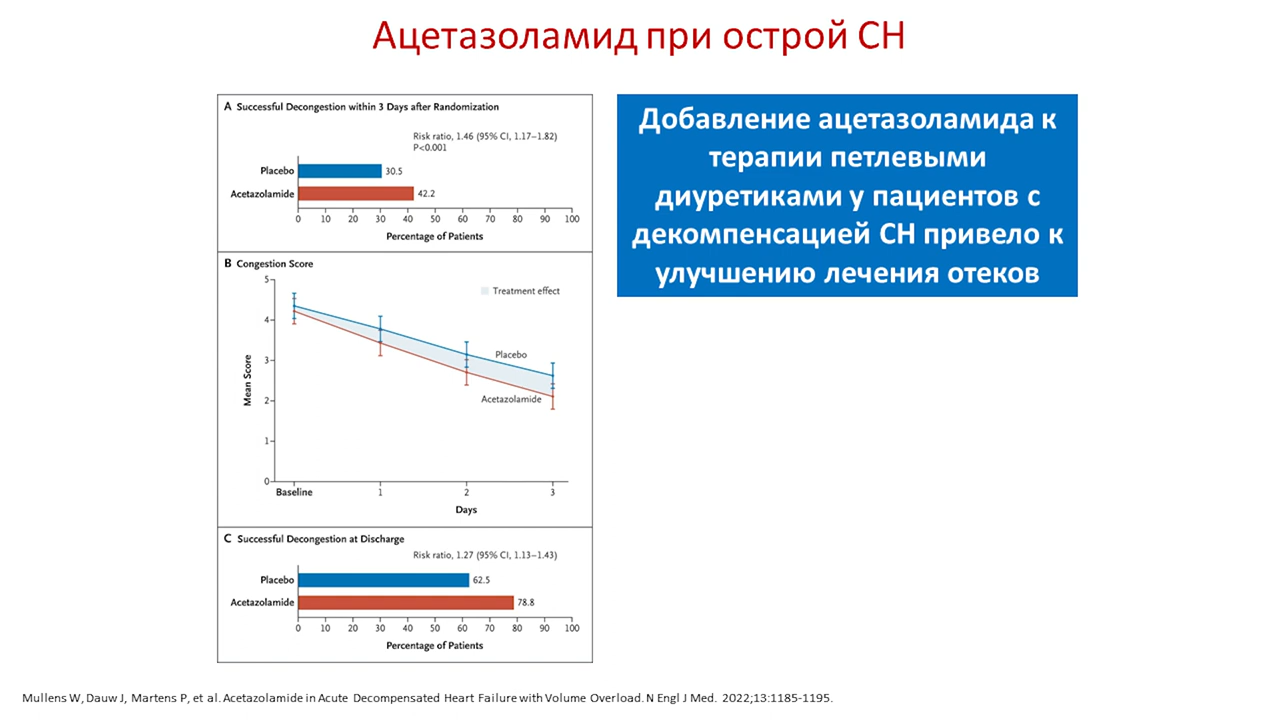 Ацетазоламид при острой СН
A Successful Decongestion within 3 Days after Randomization
Risk ratio, 1.46 (95% CI, 1.17–1.82)
P<0.001
Placebo
30.5
Acetazolamide
42.2
0 10 20 30 40 50 60 70 80 90 100
Percentage of Patients
B Congestion Score
5
4
3
2
1
0
Mean Score
Treatment effect
Placebo
Acetazolamide
Baseline 1 2 3
Days
C Successful Decongestion at Discharge
Risk ratio, 1.27 (95% CI, 1.13–1.43)
Placebo
62.5
Acetazolamide
78.8
0 10 20 30 40 50 60 70 80 90 100
Percentage of Patients
Добавление ацетазоламида к
терапии петлевыми
диуретиками у пациентов с
декомпенсацией СН привело к
улучшению лечения отеков
Mullens W, Dauw J, Martens P, et al. Acetazolamide in Acute Decompensated Heart Failure with Volume Overload. N Engl J Med. 2022;13:1185-1195.